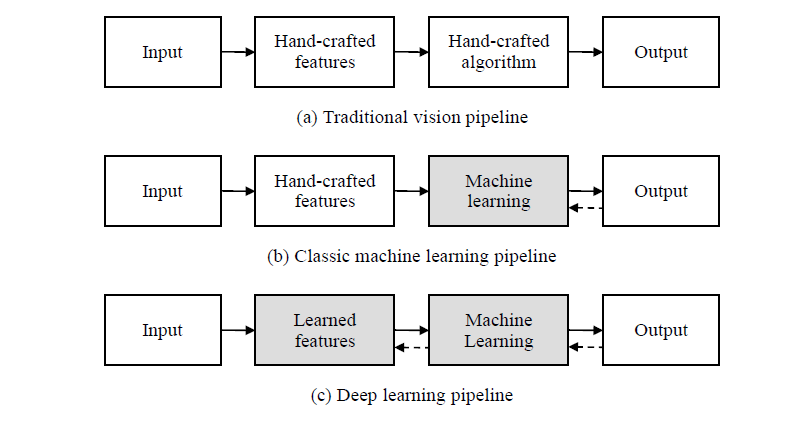 Input
Hand-crafted
features
Hand-crafted
algorithm
Output
(a) Traditional vision pipeline
Input
Hand-crafted
features
Machine
learning
Output
(b) Classic machine learning pipeline
Input
Learned
features
Machine
Learning
Output
(c) Deep learning pipeline